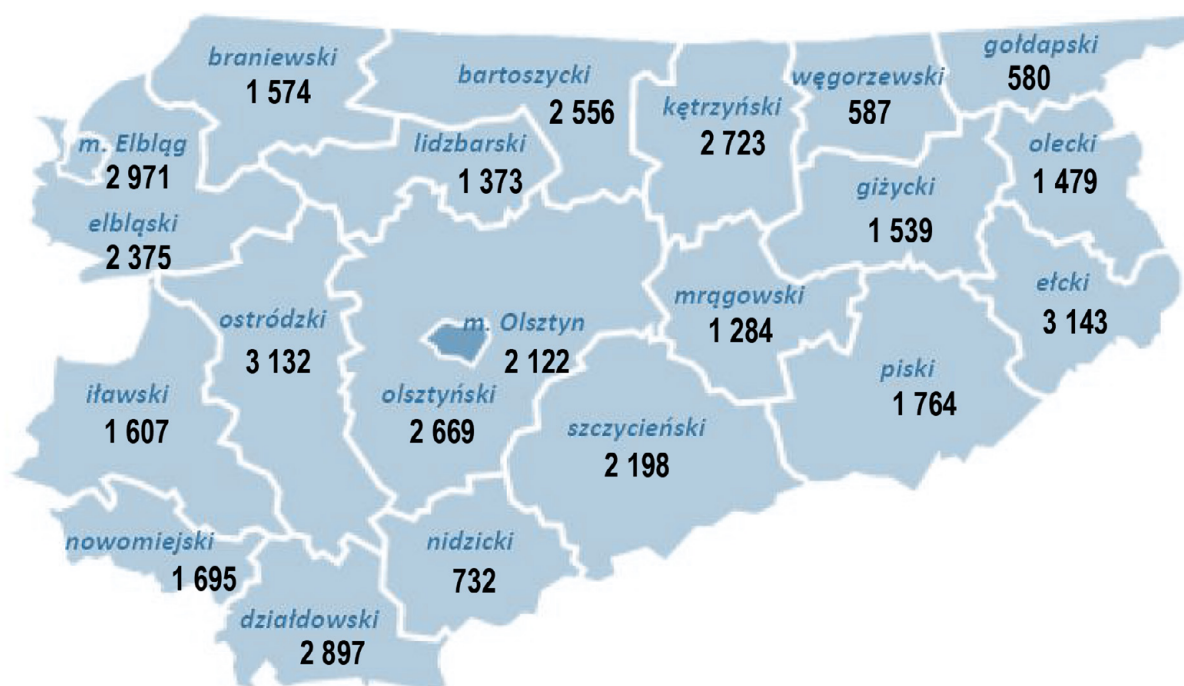 braniewski
1 574
bartoszycki
2 556
kętrzyński
2 723
węgorzewski
587
gołdapski
580
m. Elbląg
2 971
lidzbarski
1 373
olecki
1 479
giżycki
1 539
elbląski
2 375
ostródzki
3 132
m. Olsztyn
2 122
mrągowski
1 284
ełcki
3 143
iławski
1 607
olsztyński
2 669
piski
1 764
szczycieński
2 198
nowomiejski
1 695
nidzicki
732
działdowski
2 897